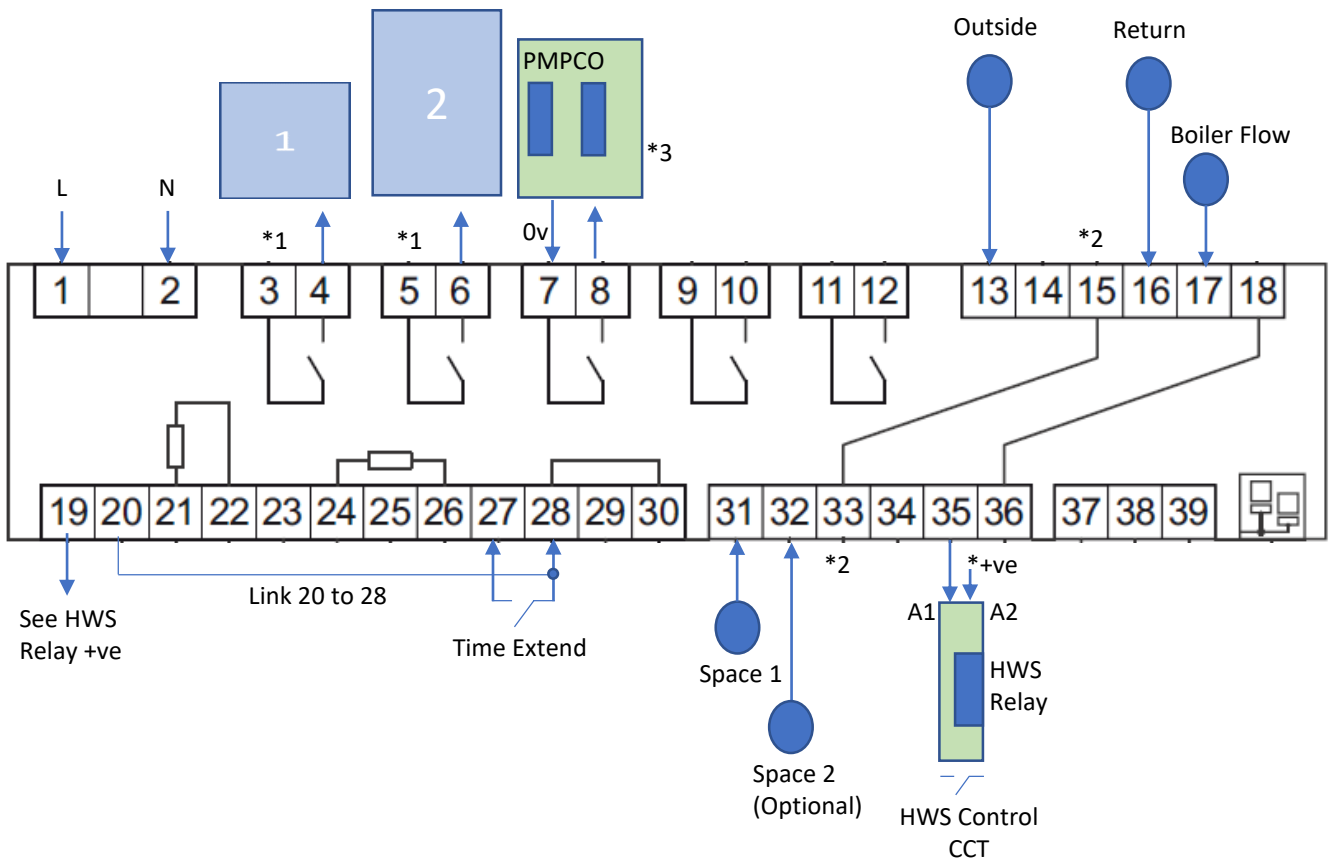 Outside
Return
PMPCO
2
1
*3
Boiler Flow
L
N
*1
*1
0v
*2
1 2 3 4 5 6 7 8 9 10 11 12 13 14 15 16 17 18
19 20 21 22 23 24 25 26 27 28 29 30 31 32 33 34 35 36 37 38 39
*2
*+ve
Link 20 to 28
A1
A2
See HWS
Relay +ve
Time Extend
Space 1
HWS
Relay
Space 2
(Optional)
HWS Control
CCT